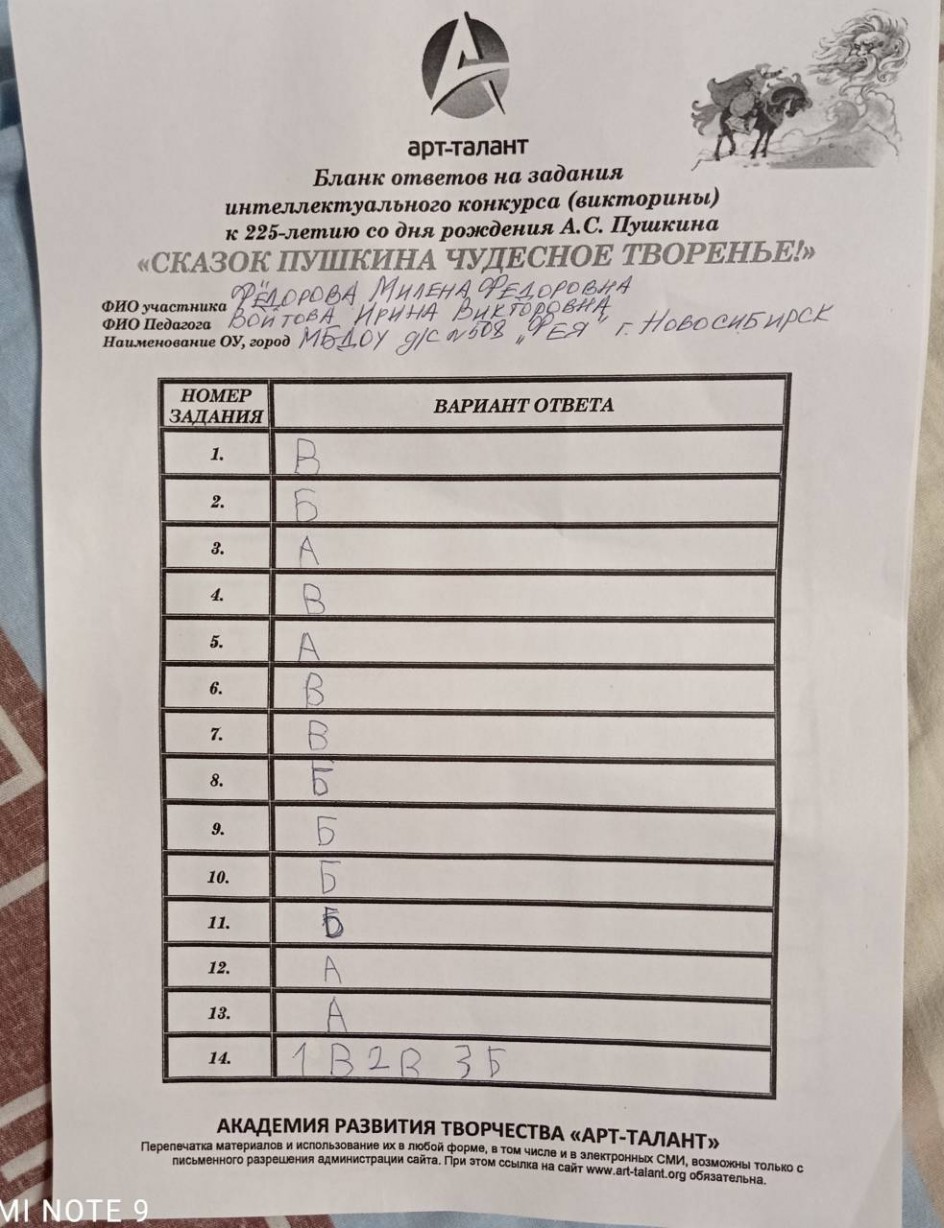 арт-талант
Бланк ответов на задания
интеллектуального конкурса (викторины)
к 225-летию со дня рождения А.С. Пушкина
«СКАЗОК ПУШКИНА ЧУДЕСНОЕ ТВОРЕНЬЕ!»
ФИО участника ФЁДОРОВА МИЛЕНА ФЕДОРОВНА
ФИО Педагога ВОЙТОВА ИРИНА ВИКТОРОВНА
Наименование ОУ, город МБДОУ д/с №508 „ФЕЯ" г. НОВОСИБИРСК
НОМЕР ЗАДАНИЯ ВАРИАНТ ОТВЕТА
1. В
2. Б
3. А
4. В
5. А
6. В
7. В
8. Б
9. Б
10. Б
11. Б
12. А
13. А
14. 1 В 2 В 3 Б
АКАДЕМИЯ РАЗВИТИЯ ТВОРЧЕСТВА «АРТ-ТАЛАНТ»
Перепечатка материалов и использование их в любой форме, в том числе и в электронных СМИ, возможны только с
письменного разрешения администрации сайта. При этом ссылка на сайт www.art-talant.org обязательна.
MI NOTE 9